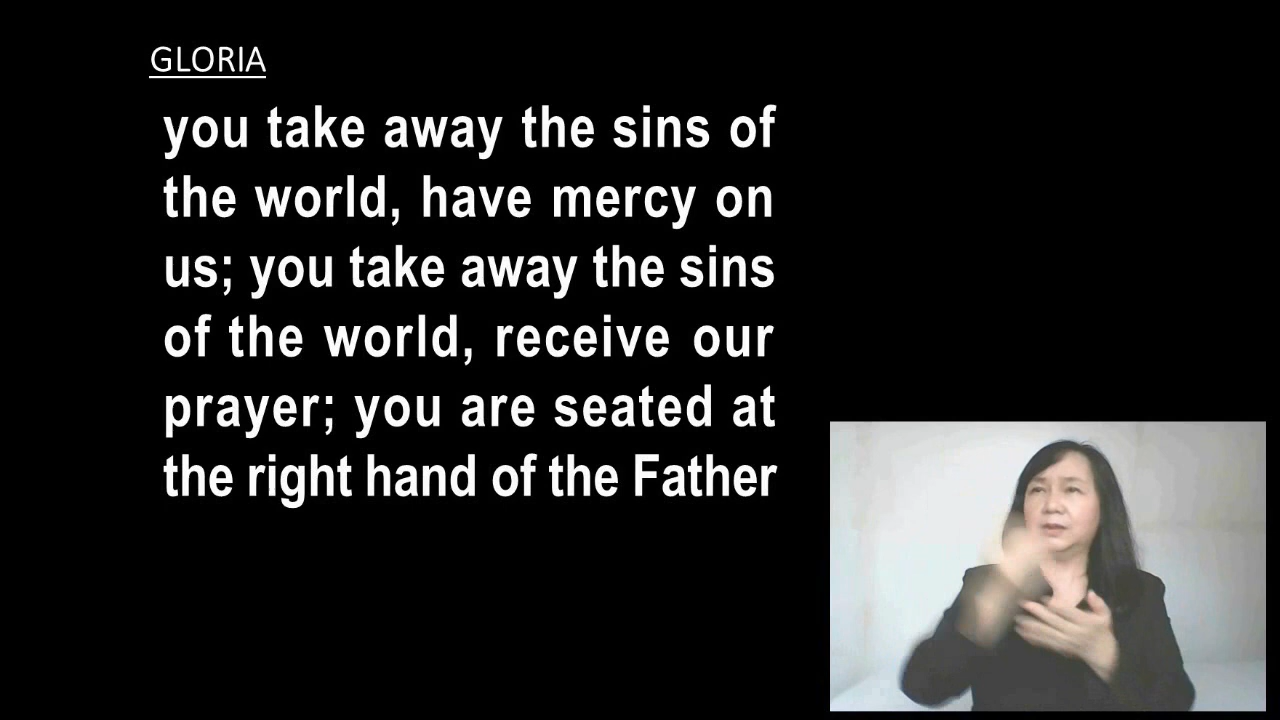 GLORIA
you take away the sins of
the world, have mercy on
us; you take away the sins
of the world, receive our
prayer; you are seated at
the right hand of the Father